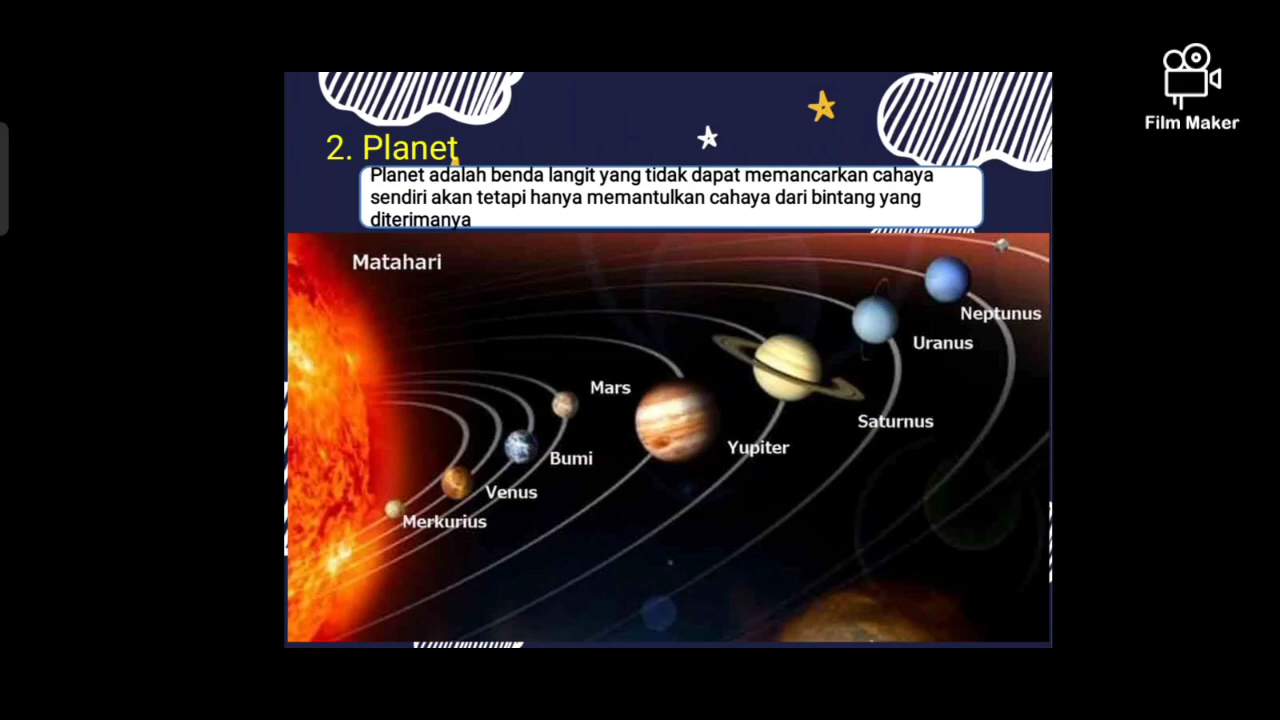 Film Maker
2. Planet
Planet adalah benda langit yang tidak dapat memancarkan cahaya
sendiri akan tetapi hanya memantulkan cahaya dari bintang yang
diterimanya
Matahari
Neptunus
Uranus
Mars
Saturnus
Yupiter
Bumi
Venus
Merkurius